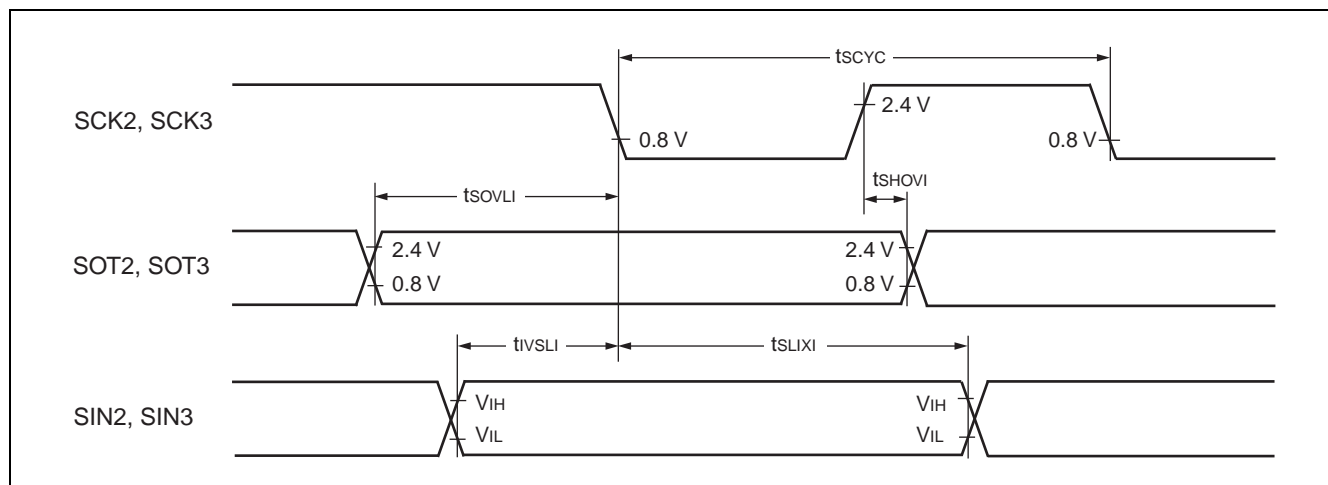 tSCYC
SCK2, SCK3
2.4 V
0.8 V
0.8 V
tSHOVI
tSOVLI
SOT2, SOT3
2.4 V
2.4 V
0.8 V
0.8 V
tIVSLI
tSLIXI
SIN2, SIN3
VIH
VIH
VIL
VIL